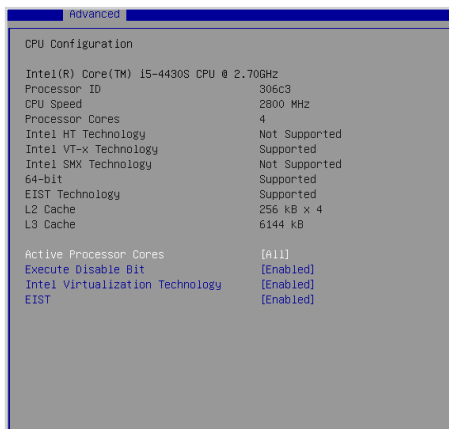 Advanced
CPU Configuration
Intel(R) Core(TM) i5-4430S CPU @ 2.70GHz
Processor ID 306c3
CPU Speed 2800 MHz
Processor Cores 4
Intel HT Technology Not Supported
Intel VT-x Technology Supported
Intel SMX Technology Not Supported
64-bit Supported
EIST Technology Supported
L2 Cache 256 kB x 4
L3 Cache 6144 kB
Active Processor Cores [All]
Execute Disable Bit [Enabled]
Intel Virtualization Technology [Enabled]
EIST [Enabled]